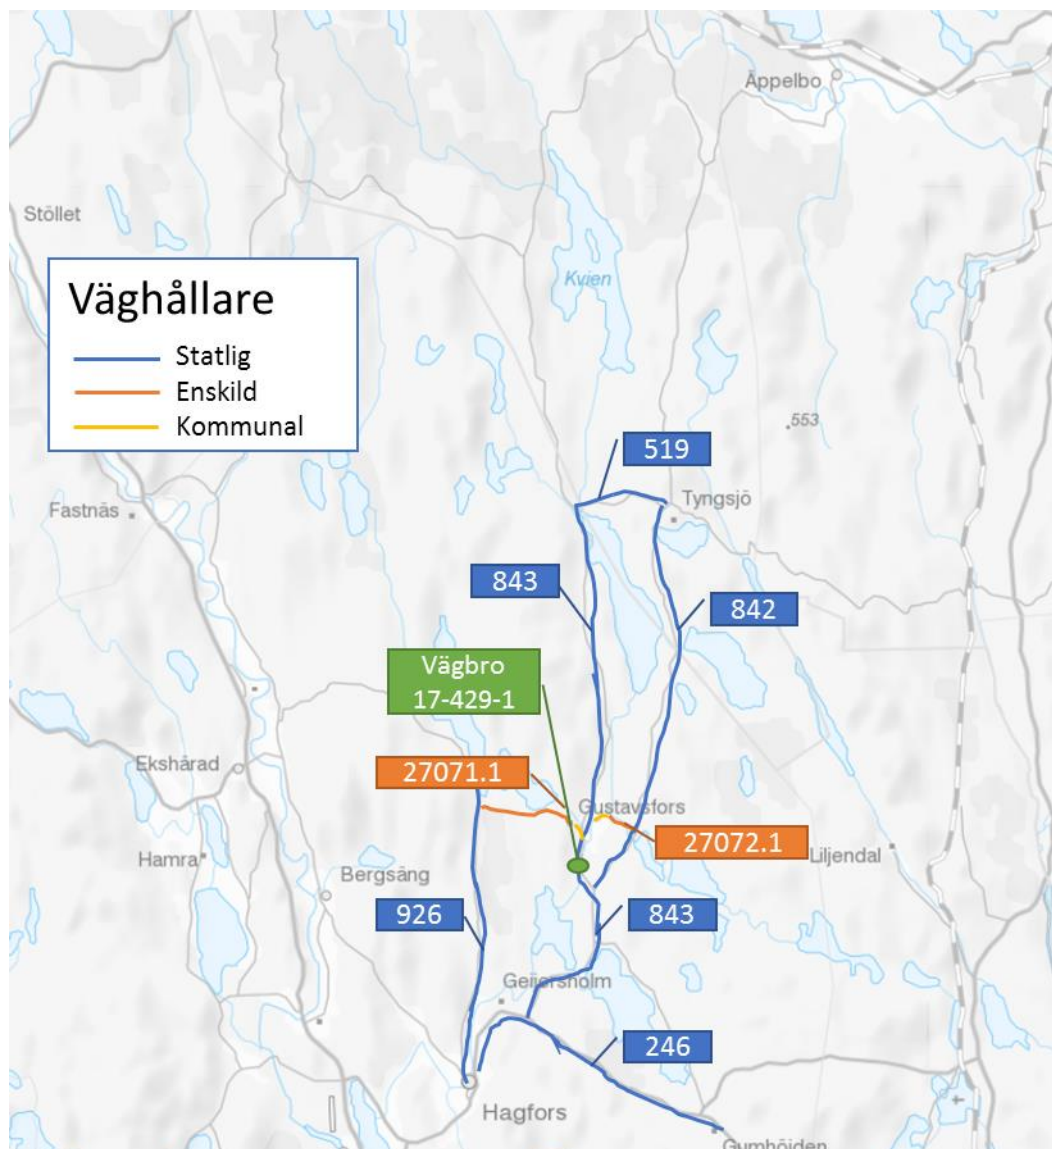 Äppelbo
Stöllet
Kvien
Väghållare
Statlig
Enskild
Kommunal
553
519
Fastnäs
Tyngsjö
843
842
Vägbro
17-429-1
Ekshärad
27071.1
Gustavsfors
27072.1
Hamra
Liljendal
Bergsäng
926
843
Geijersholm
246
Hagfors
Gumhöjden